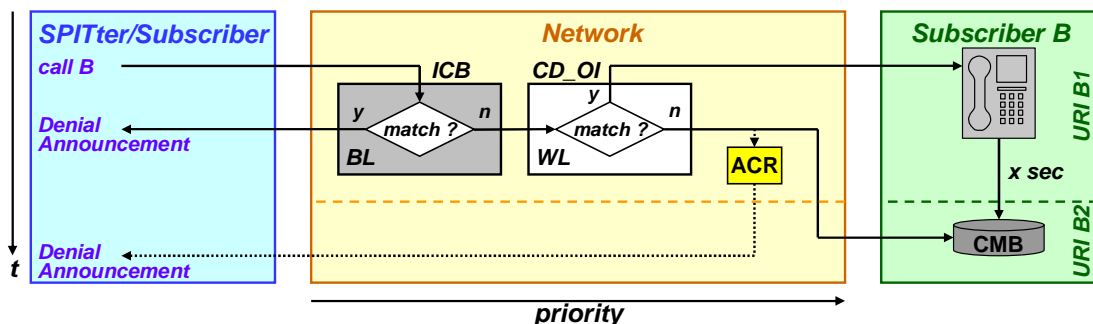 SPITter/Subscriber
Network
Subscriber B
call B
ICB
CD_OI
y
n
y
n
match ?
match ?
Denial
Announcement
BL
WL
ACR
URI B1
x sec
Denial
Announcement
CMB
URI B2
t
priority